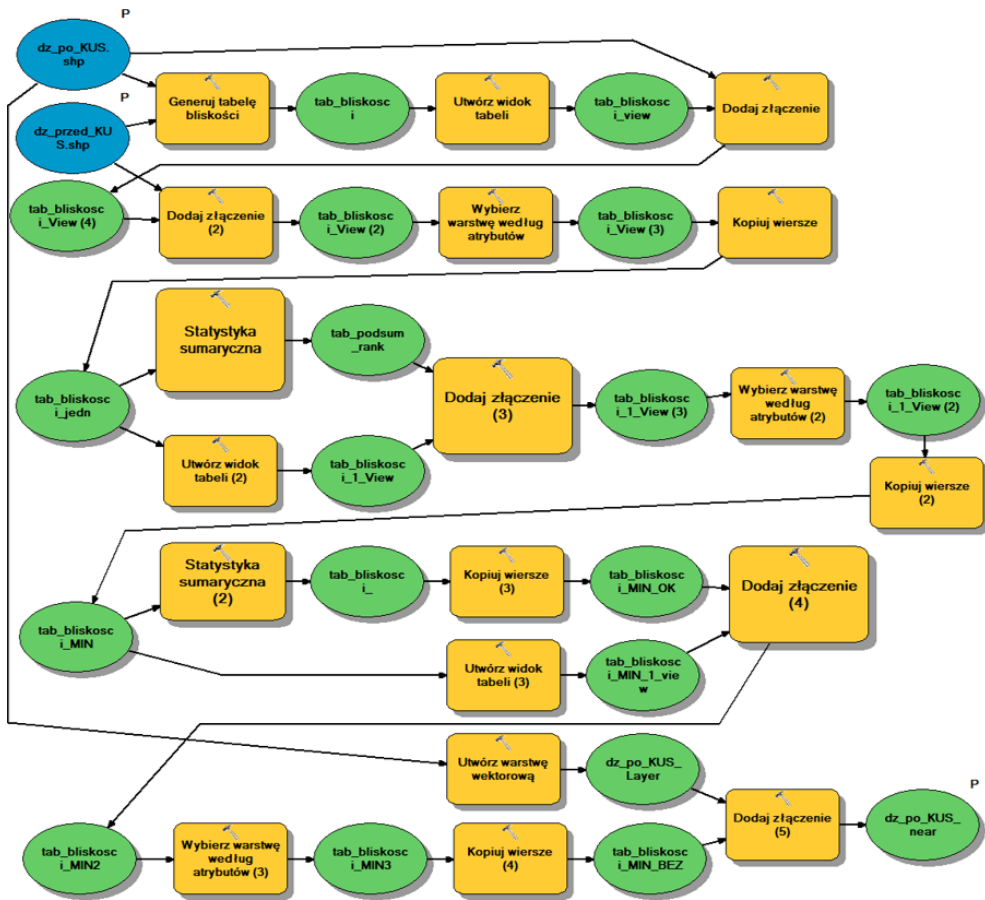 P
dz_po_KUS.
shp
P
dz_przed_KU
S.shp
Generuj tabelę
bliskości
tab_bliskosc
i
Utwórz widok
tabeli
tab_bliskosc
i_view
Dodaj złączenie
tab_bliskosc
i_View (4)
Dodaj złączenie
(2)
tab_bliskosc
i_View (2)
Wybierz
warstwę według
atrybutów
tab_bliskosc
i_View (3)
Kopiuj wiersze
tab_bliskosc
i_jedn
Statystyka
sumaryczna
tab_podsum
_rank
Utwórz widok
tabeli (2)
tab_bliskosc
i_1_View
Dodaj złączenie
(3)
tab_bliskosc
i_1_View (3)
Wybierz warstwę
według
atrybutów (2)
tab_bliskosc
i_1_View (2)
Kopiuj wiersze
(2)
tab_bliskosc
i_MIN
Statystyka
sumaryczna
(2)
tab_bliskosc
i_
Kopiuj wiersze
(3)
tab_bliskosc
i_MIN_OK
Dodaj złączenie
(4)
Utwórz widok
tabeli (3)
tab_bliskosc
i_MIN_1_vie
w
Utwórz warstwę
wektorową
dz_po_KUS_
Layer
tab_bliskosc
i_MIN2
Wybierz warstwę
według
atrybutów (3)
tab_bliskosc
i_MIN3
Kopiuj wiersze
(4)
tab_bliskosc
i_MIN_BEZ
Dodaj złączenie
(5)
P
dz_po_KUS_
near